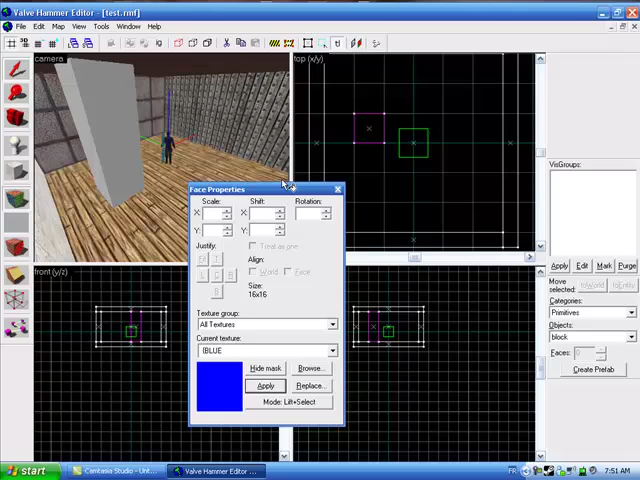 Valve Hammer Editor - [test.rmf]
File Edit Map View Tools Window Help
camera
top (x/y)
front (y/z)
Face Properties
Scale: Shift: Rotation:
X: X:
Y: Y:
Justify:
Treat as one
Align:
World Face
Size:
16x16
Texture group:
All Textures
Current texture:
{BLUE
Hide mask Browse...
Apply Replace...
Mode: Lift+Select
VisGroups:
Apply Edit Mark Purge
Move selected:
toWorld toEntity
Categories:
Primitives
Objects:
block
Faces:
Create Prefab
start Camtasia Studio - Unt... Valve Hammer Editor ... FR 7:51 AM